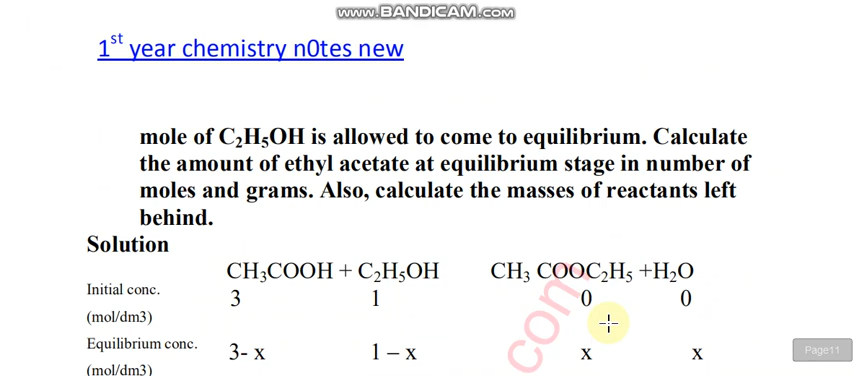 www.BANDICAM.com
1st year chemistry n0tes new
mole of C₂H₅OH is allowed to come to equilibrium. Calculate
the amount of ethyl acetate at equilibrium stage in number of
moles and grams. Also, calculate the masses of reactants left
behind.
Solution
CH₃COOH + C₂H₅OH CH₃ COOC₂H₅ +H₂O
Initial conc. 3 1 0 0
(mol/dm3)
Equilibrium conc. 3- x 1 – x x x
(mol/dm3)
com
Page11